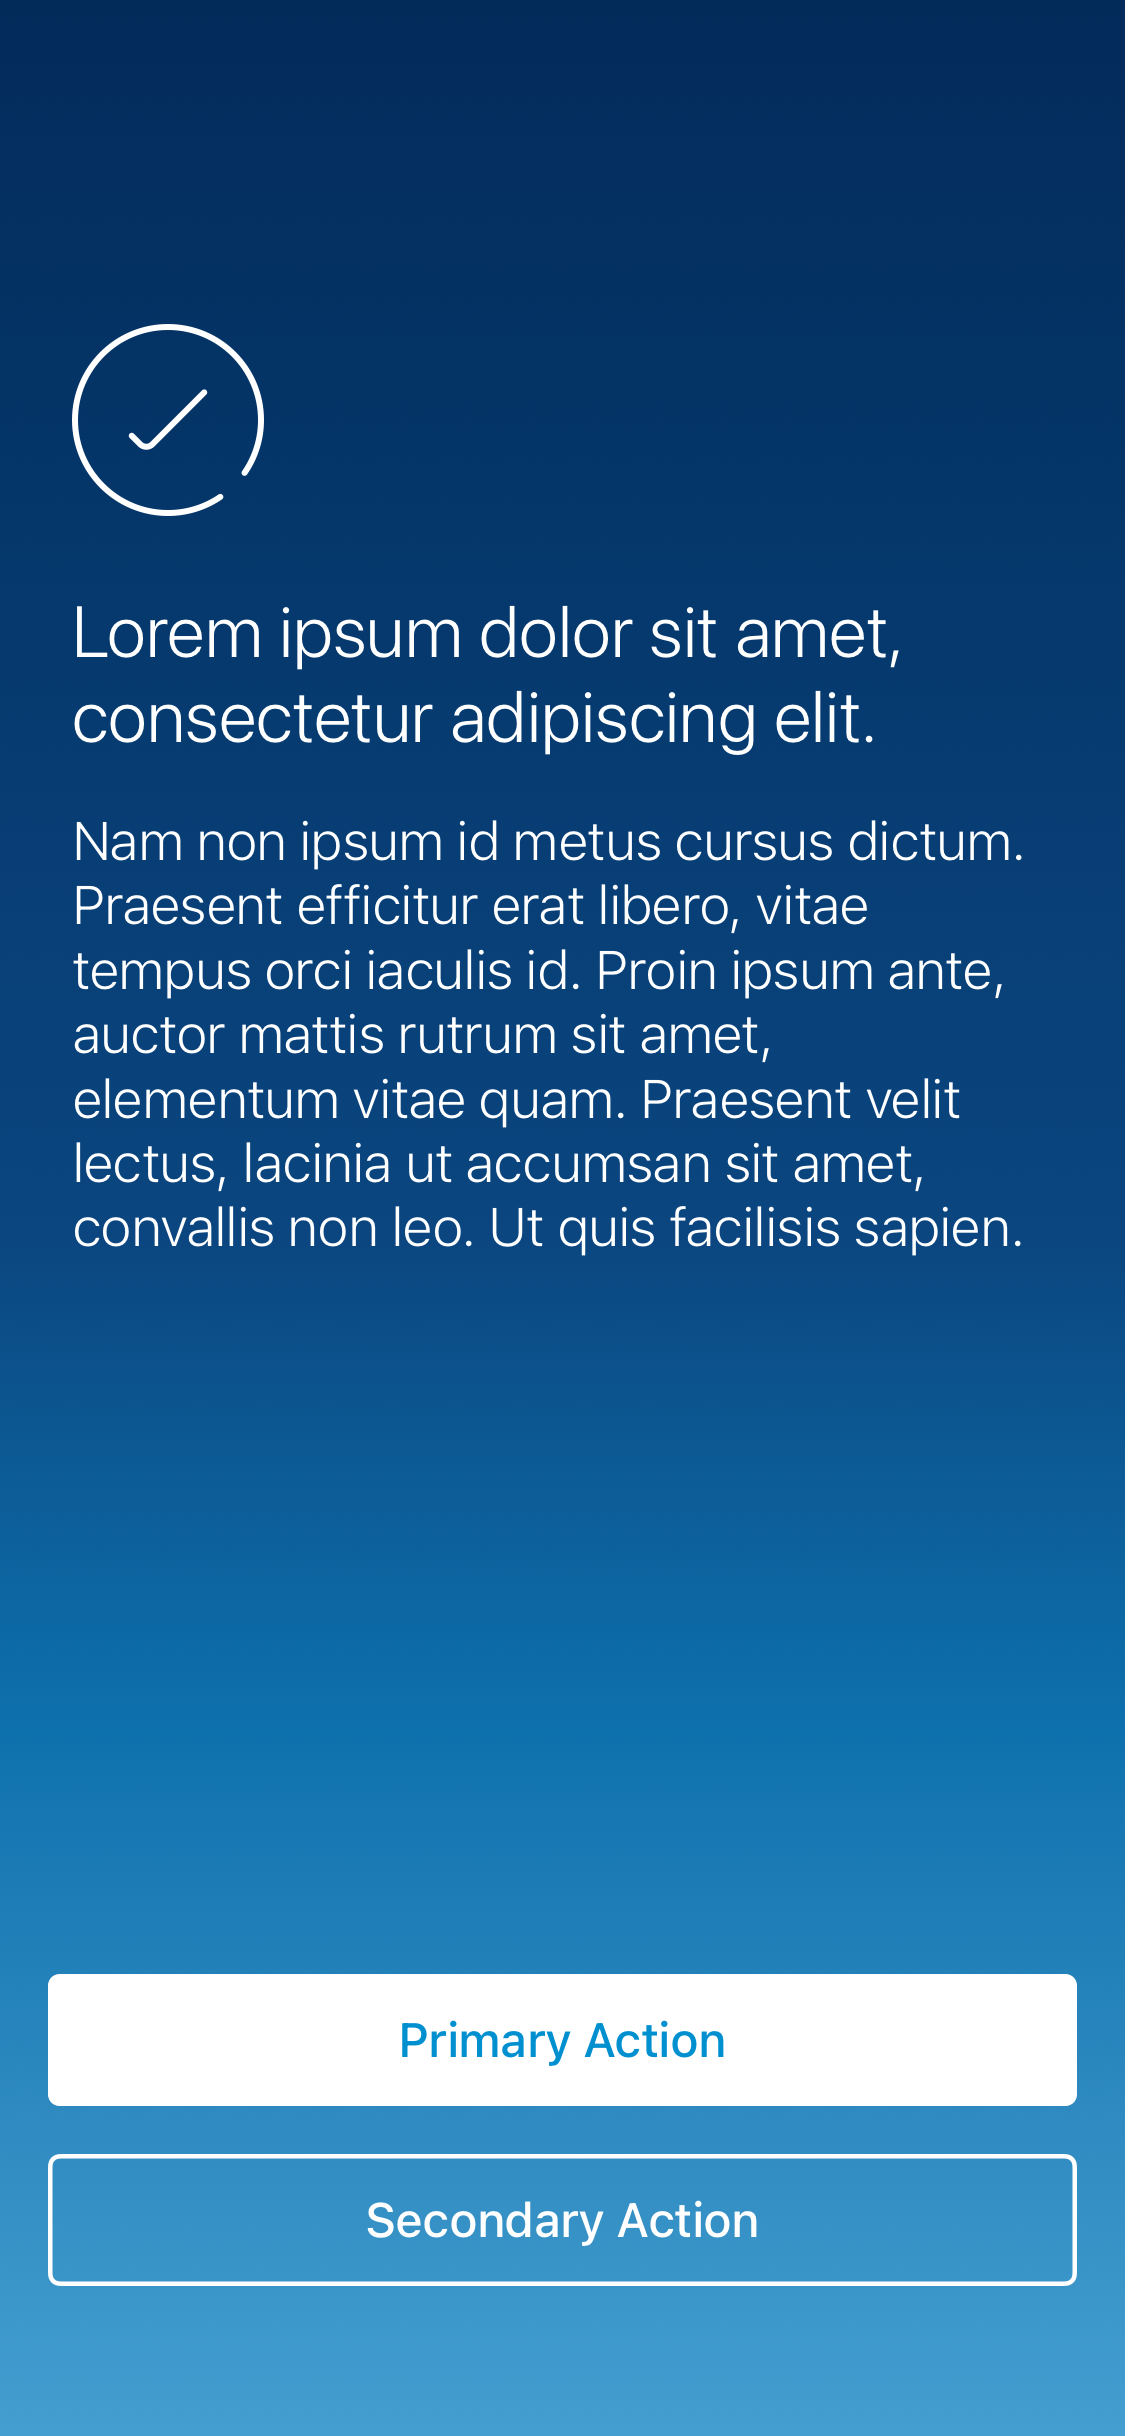 Lorem ipsum dolor sit amet,
consectetur adipiscing elit.
Nam non ipsum id metus cursus dictum.
Praesent efficitur erat libero, vitae
tempus orci iaculis id. Proin ipsum ante,
auctor mattis rutrum sit amet,
elementum vitae quam. Praesent velit
lectus, lacinia ut accumsan sit amet,
convallis non leo. Ut quis facilisis sapien.
Primary Action
Secondary Action